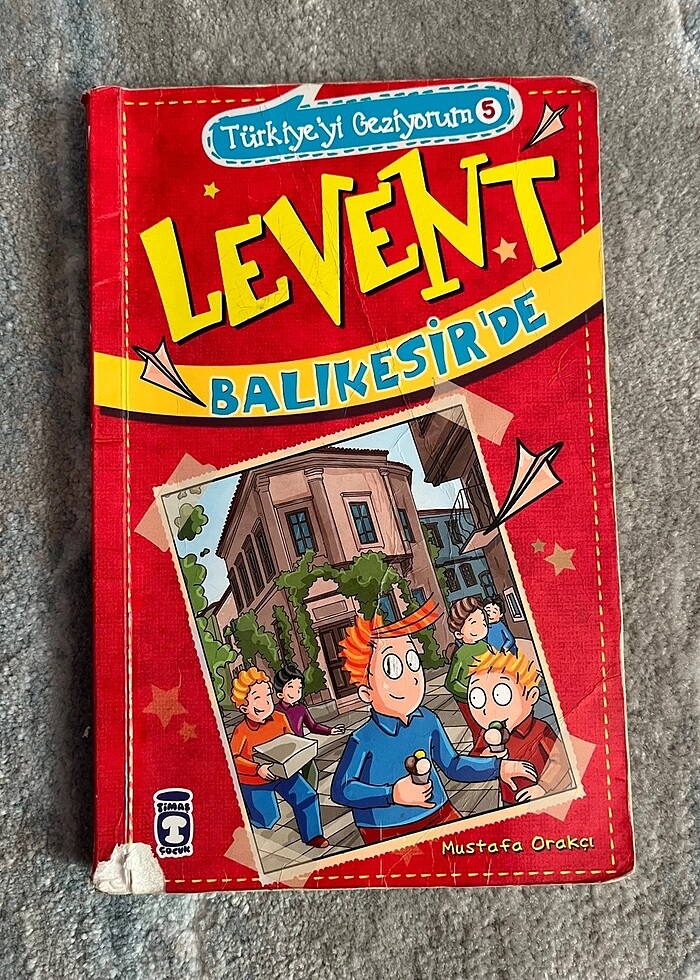 Türkiye'yi Geziyorum 5
LEVENT
BALIKESİR'DE
TİMAŞ
ÇOCUK
Mustafa Orakçı